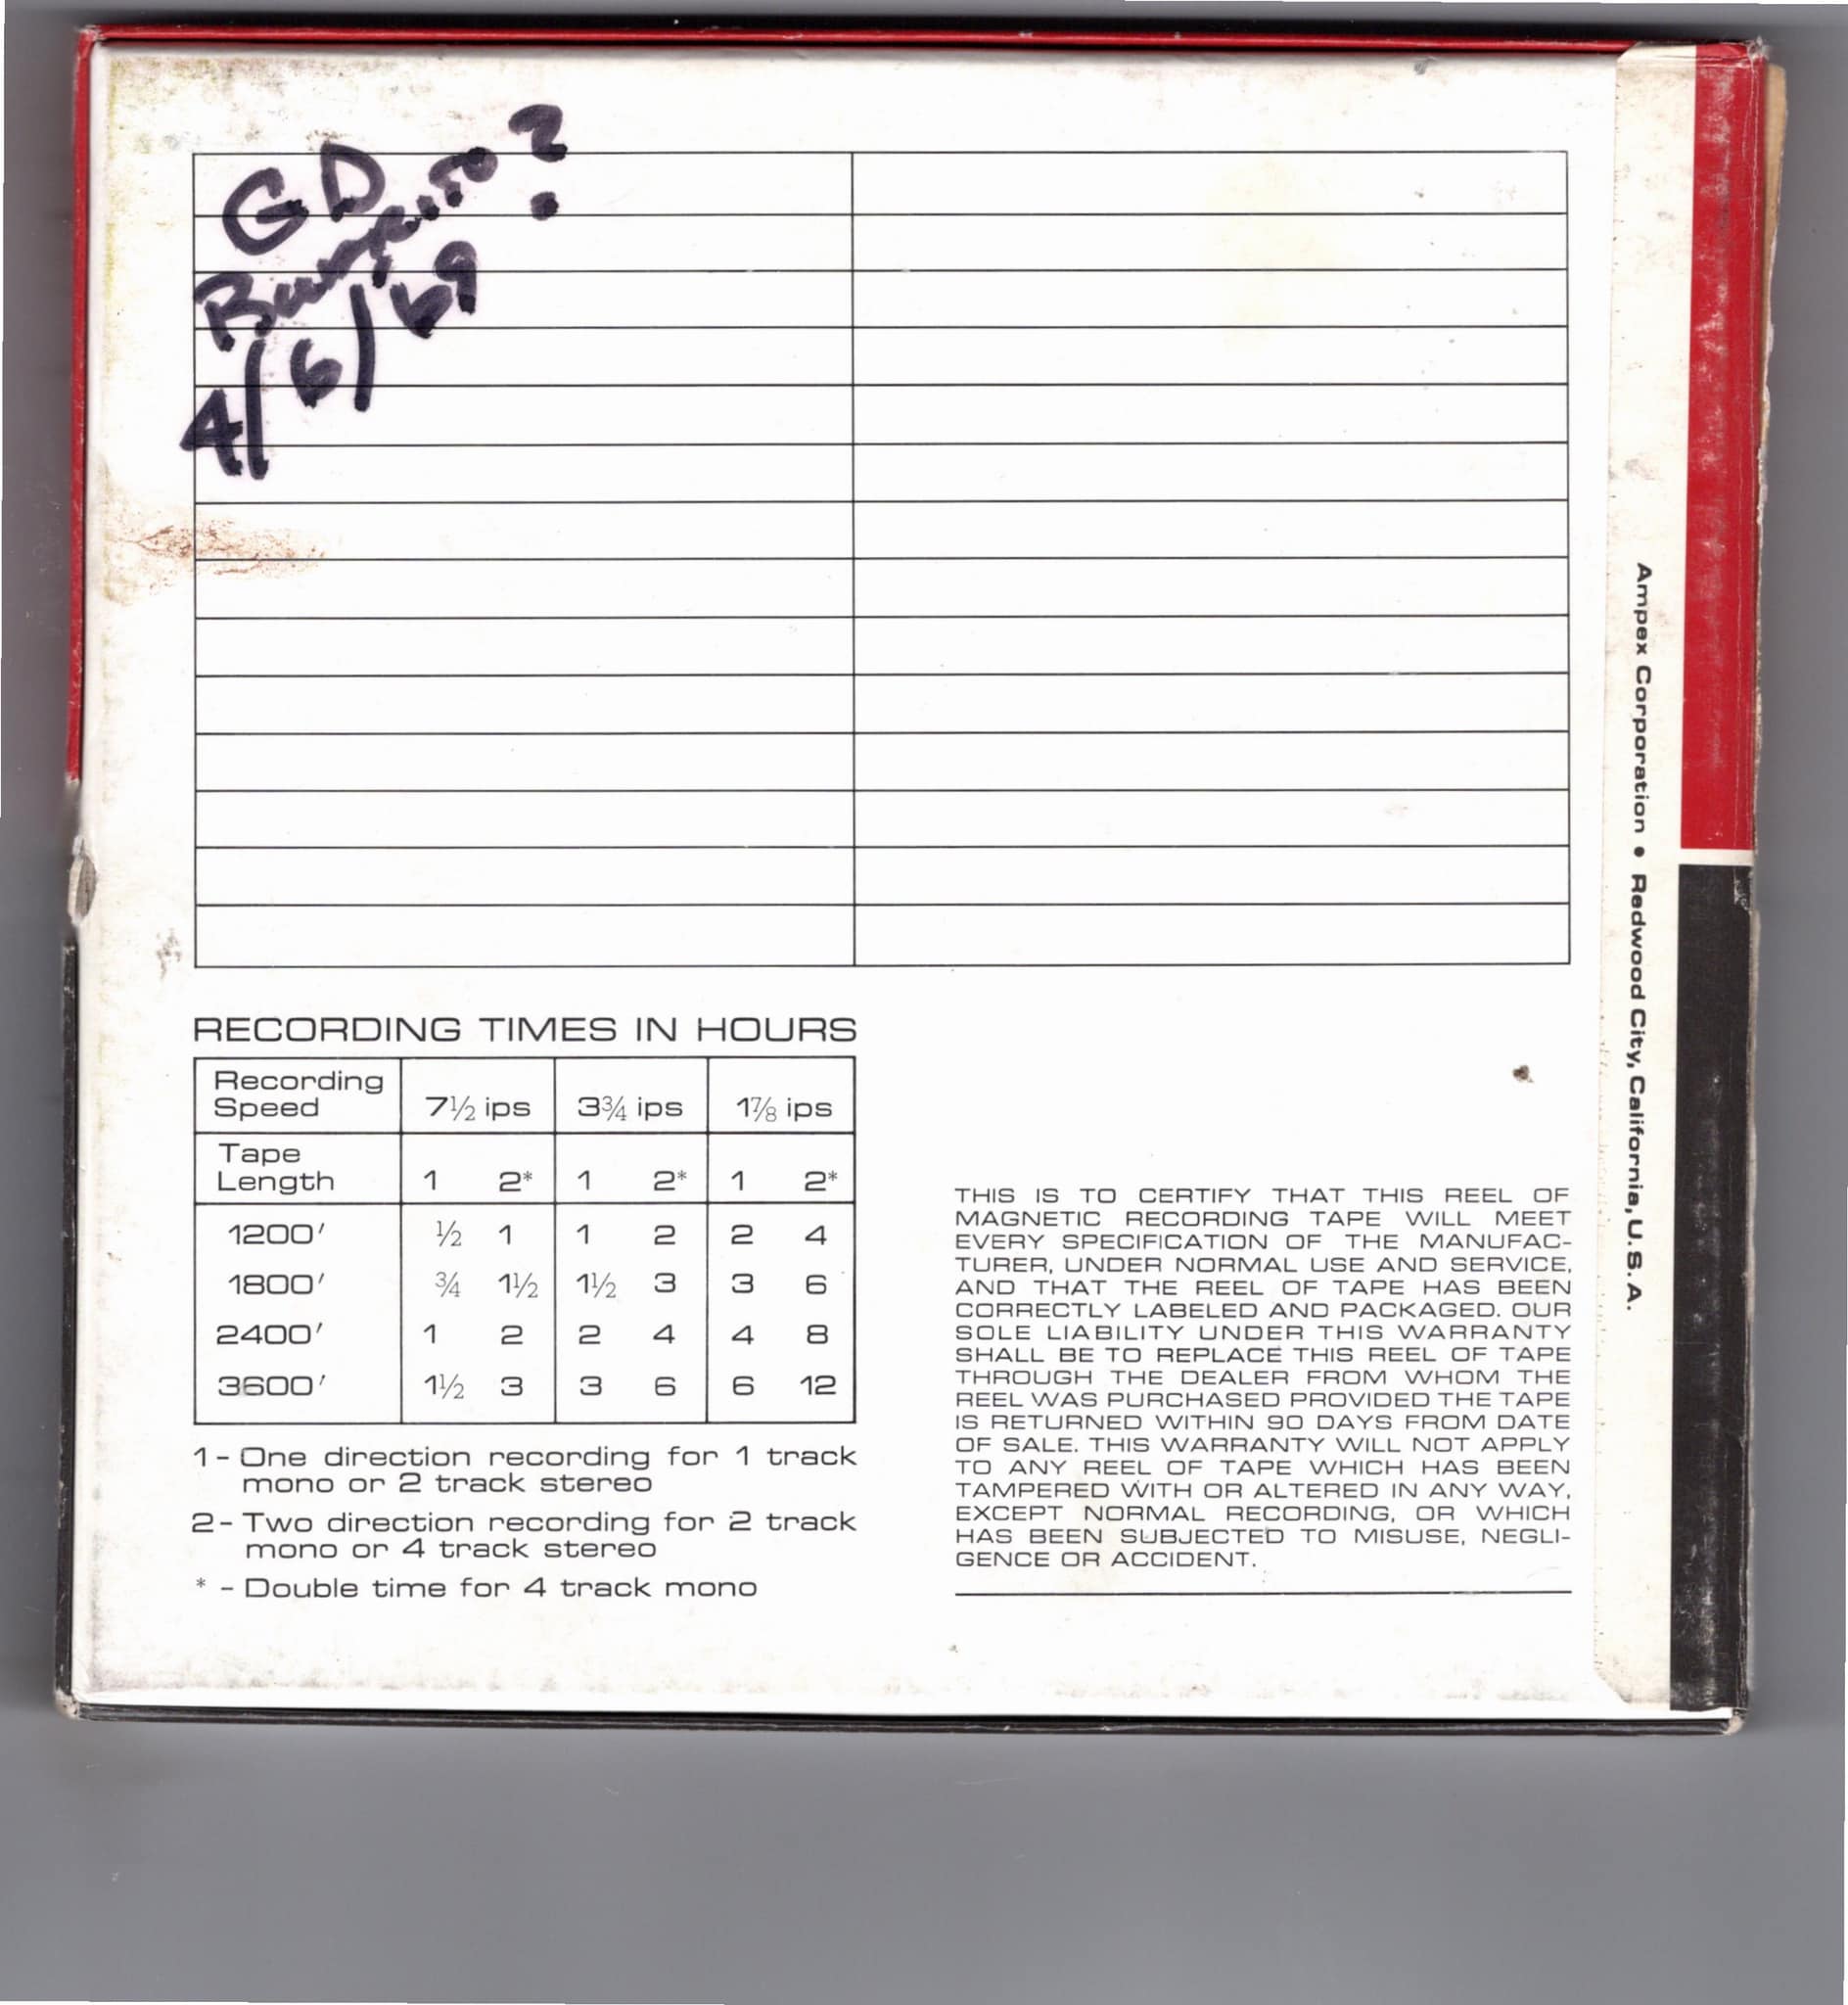 GD
?
4/6/69
RECORDING TIMES IN HOURS
Recording Speed 7½ ips 3¾ ips 1⅞ ips
Tape Length 1 2* 1 2* 1 2*
1200' ½ 1 1 2 2 4
1800' ¾ 1½ 1½ 3 3 6
2400' 1 2 2 4 4 8
3600' 1½ 3 3 6 6 12
1 - One direction recording for 1 track
mono or 2 track stereo
2 - Two direction recording for 2 track
mono or 4 track stereo
* - Double time for 4 track mono
THIS IS TO CERTIFY THAT THIS REEL OF
MAGNETIC RECORDING TAPE WILL MEET
EVERY SPECIFICATION OF THE MANUFAC-
TURER, UNDER NORMAL USE AND SERVICE,
AND THAT THE REEL OF TAPE HAS BEEN
CORRECTLY LABELED AND PACKAGED. OUR
SOLE LIABILITY UNDER THIS WARRANTY
SHALL BE TO REPLACE THIS REEL OF TAPE
THROUGH THE DEALER FROM WHOM THE
REEL WAS PURCHASED PROVIDED THE TAPE
IS RETURNED WITHIN 90 DAYS FROM DATE
OF SALE. THIS WARRANTY WILL NOT APPLY
TO ANY REEL OF TAPE WHICH HAS BEEN
TAMPERED WITH OR ALTERED IN ANY WAY,
EXCEPT NORMAL RECORDING, OR WHICH
HAS BEEN SUBJECTED TO MISUSE, NEGLI-
GENCE OR ACCIDENT.
Ampex Corporation • Redwood City, California, U.S.A.